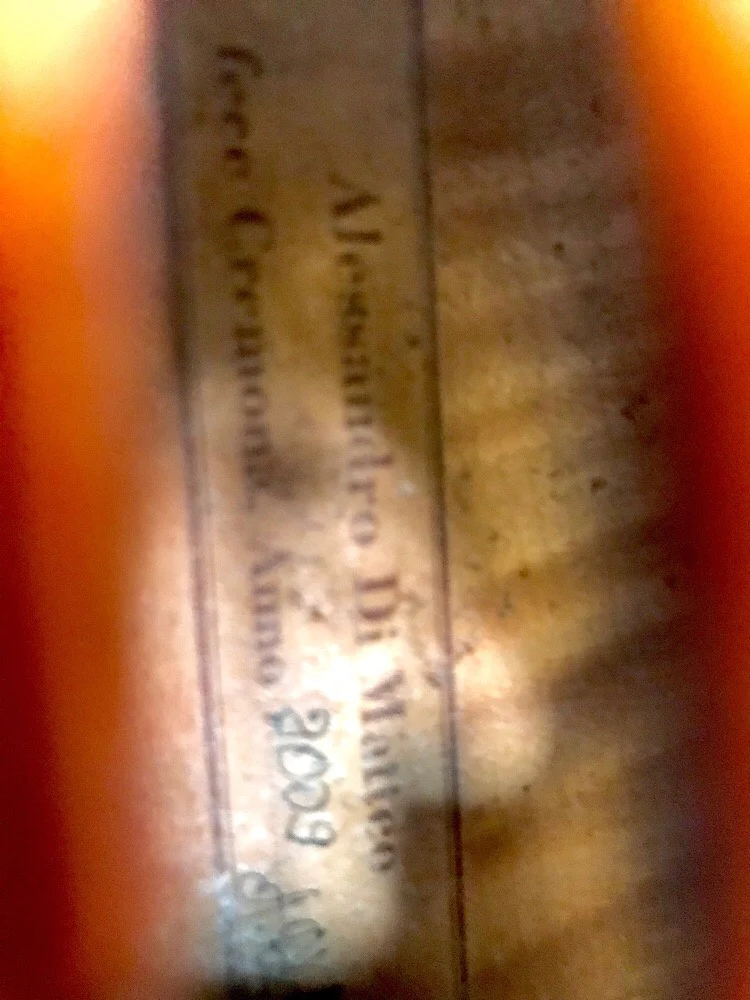 Alessandro Di Matteo
fece Cremona, Anno 2009